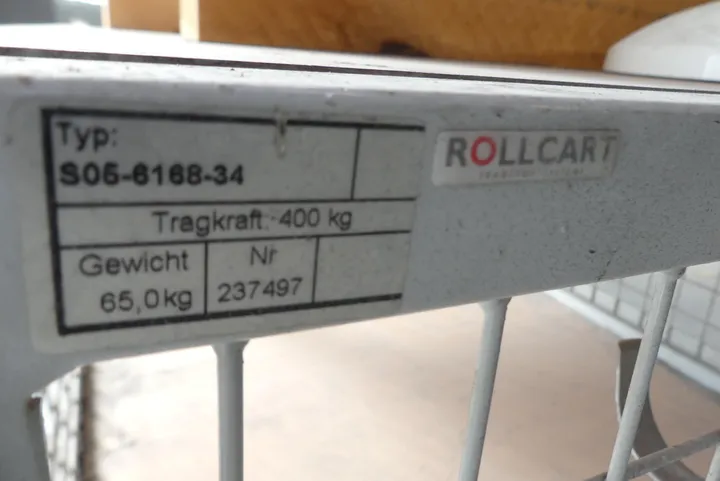 Typ:
S05-6168-34
Tragkraft: 400 kg
Gewicht
65,0kg
Nr
237497
ROLLCART